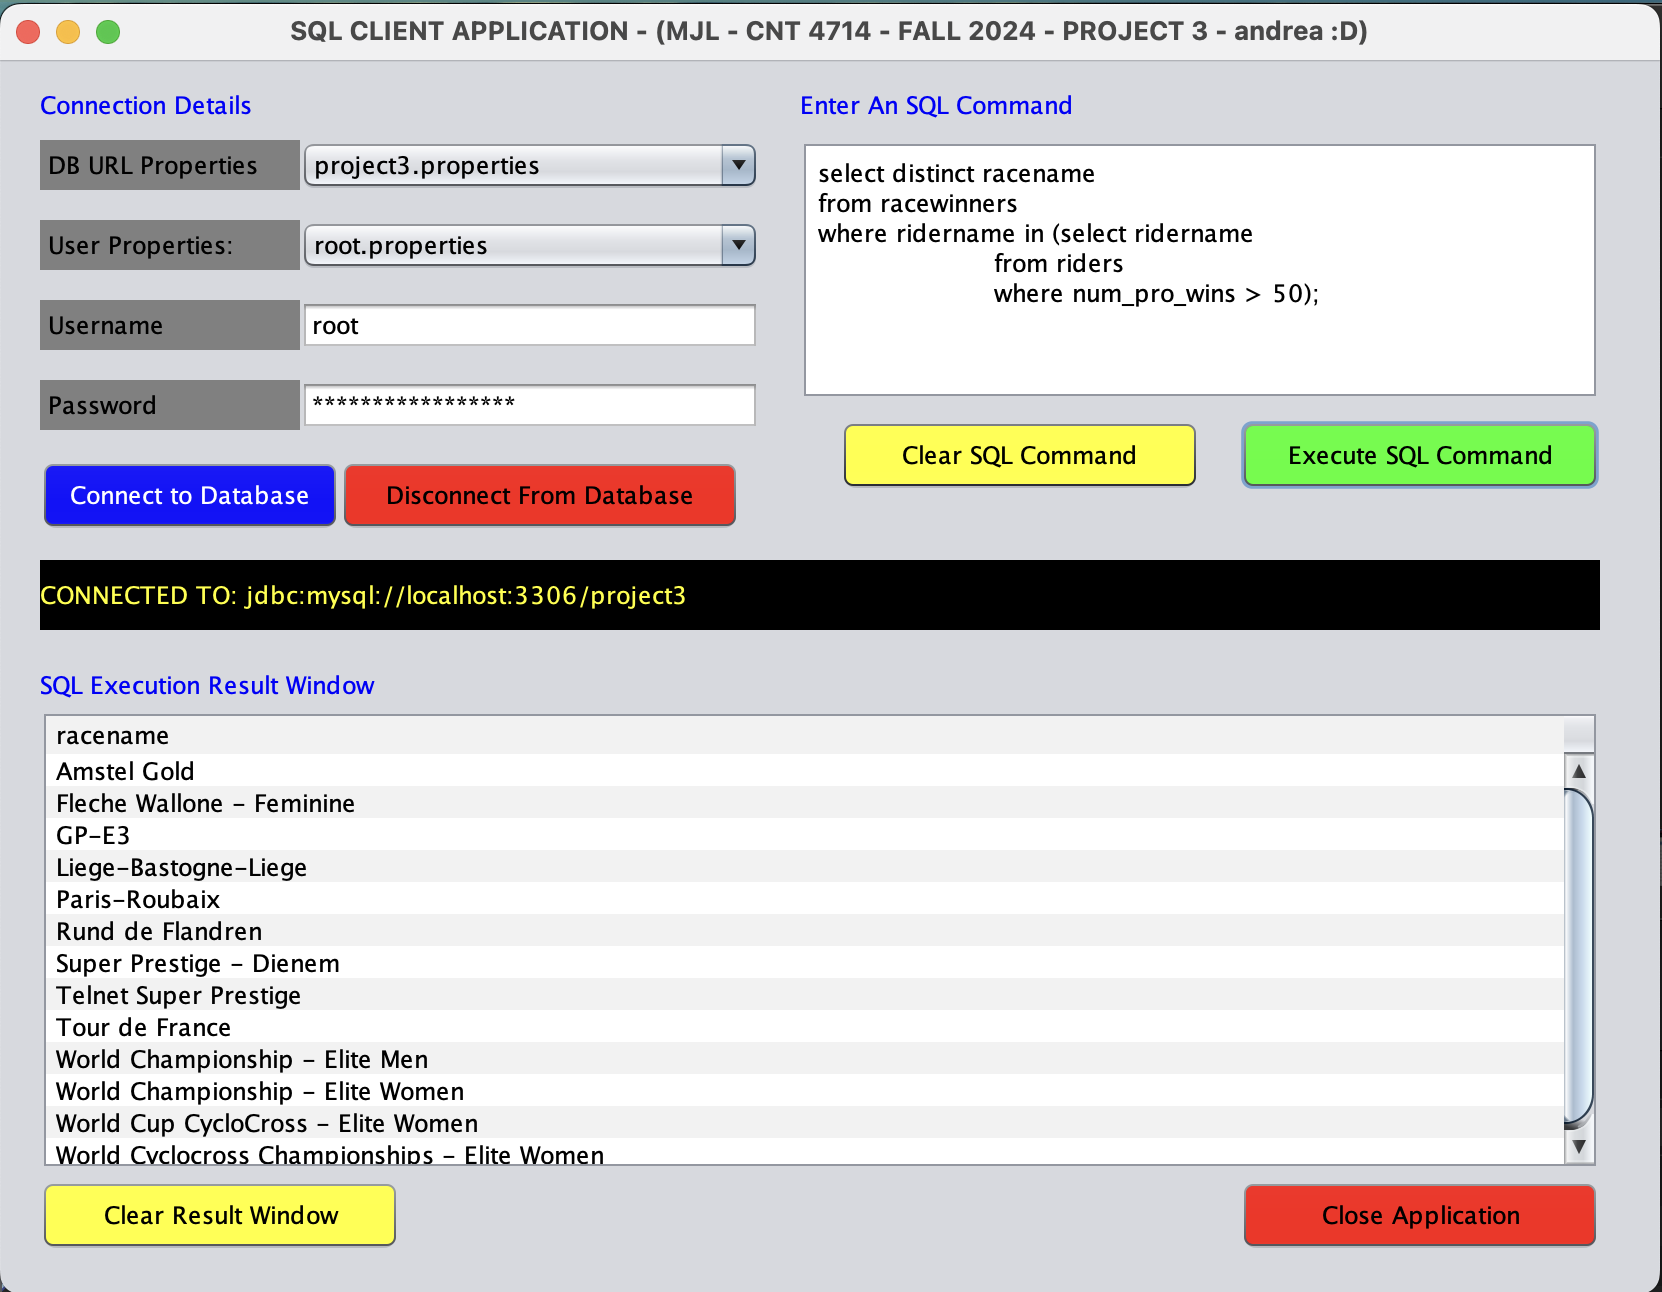 SQL CLIENT APPLICATION - (MJL - CNT 4714 - FALL 2024 - PROJECT 3 - andrea :D)
Connection Details
DB URL Properties
project3.properties
User Properties:
root.properties
Username
root
Password
*****************
Connect to Database
Disconnect From Database
Enter An SQL Command
select distinct racename
from racewinners
where ridername in (select ridername
from riders
where num_pro_wins > 50);
Clear SQL Command
Execute SQL Command
CONNECTED TO: jdbc:mysql://localhost:3306/project3
SQL Execution Result Window
racename
Amstel Gold
Fleche Wallone - Feminine
GP-E3
Liege-Bastogne-Liege
Paris-Roubaix
Rund de Flandren
Super Prestige - Dienem
Telnet Super Prestige
Tour de France
World Championship - Elite Men
World Championship - Elite Women
World Cup CycloCross - Elite Women
World Cyclocross Championships - Elite Women
Clear Result Window
Close Application